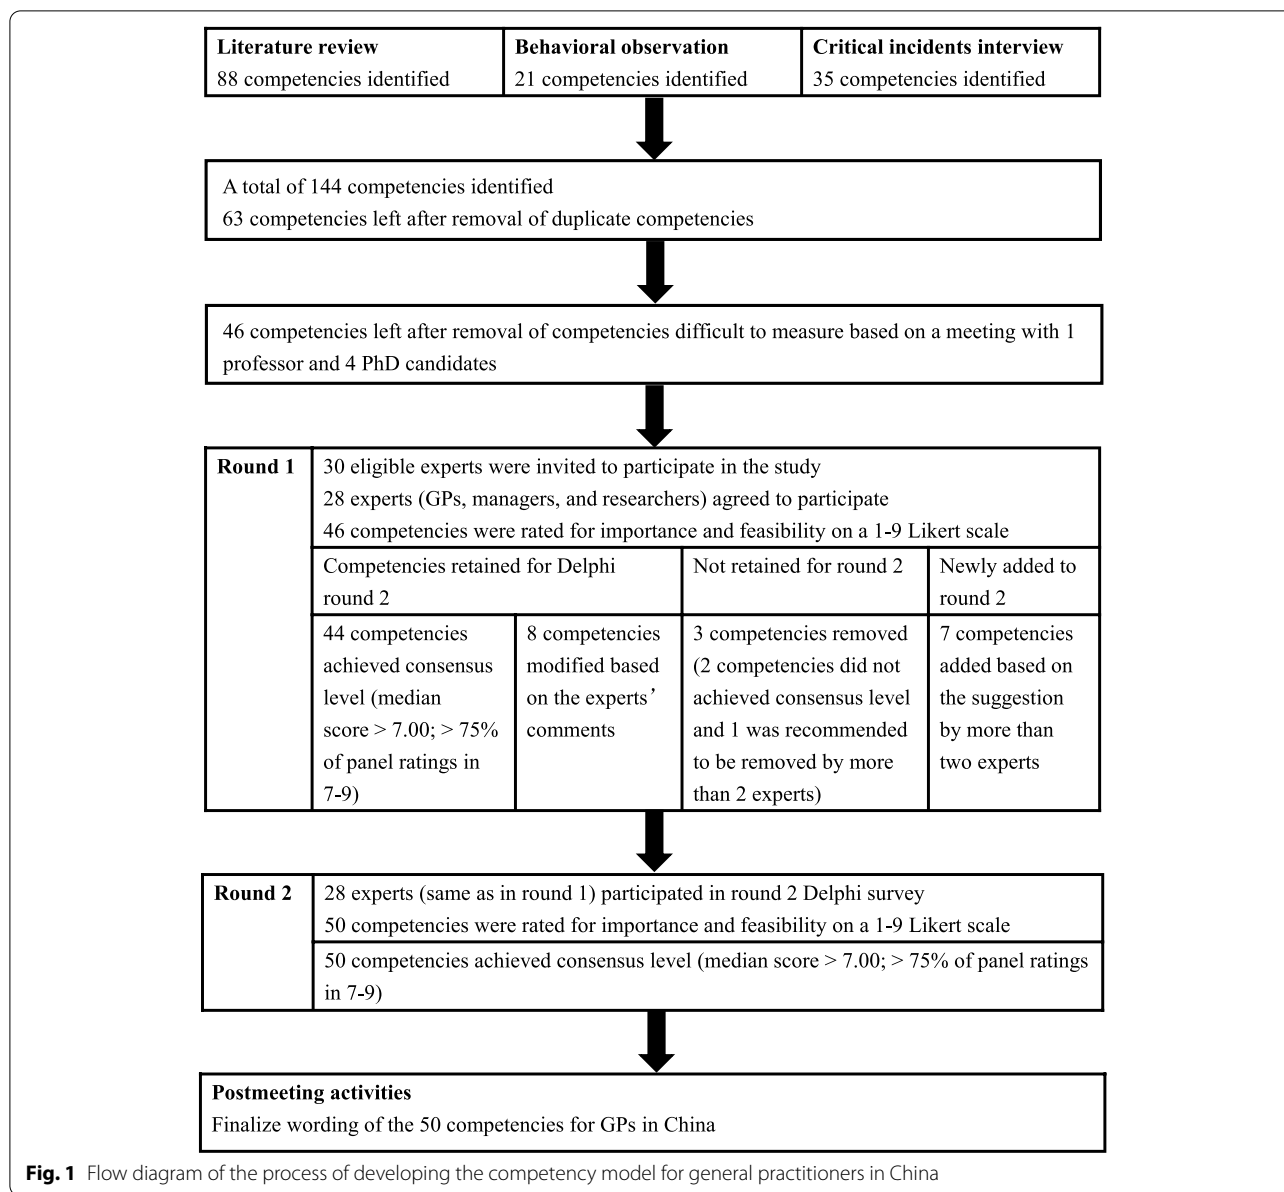 Literature review
88 competencies identified
Behavioral observation
21 competencies identified
Critical incidents interview
35 competencies identified
A total of 144 competencies identified
63 competencies left after removal of duplicate competencies
46 competencies left after removal of competencies difficult to measure based on a meeting with 1
professor and 4 PhD candidates
Round 1
30 eligible experts were invited to participate in the study
28 experts (GPs, managers, and researchers) agreed to participate
46 competencies were rated for importance and feasibility on a 1-9 Likert scale
Competencies retained for Delphi
round 2
Not retained for round 2
Newly added to
round 2
44 competencies
achieved consensus
level (median
score > 7.00; > 75%
of panel ratings in
7-9)
8 competencies
modified based
on the experts’
comments
3 competencies removed
(2 competencies did not
achieved consensus level
and 1 was recommended
to be removed by more
than 2 experts)
7 competencies
added based on
the suggestion
by more than
two experts
Round 2
28 experts (same as in round 1) participated in round 2 Delphi survey
50 competencies were rated for importance and feasibility on a 1-9 Likert scale
50 competencies achieved consensus level (median score > 7.00; > 75% of panel ratings
in 7-9)
Postmeeting activities
Finalize wording of the 50 competencies for GPs in China
Fig. 1 Flow diagram of the process of developing the competency model for general practitioners in China